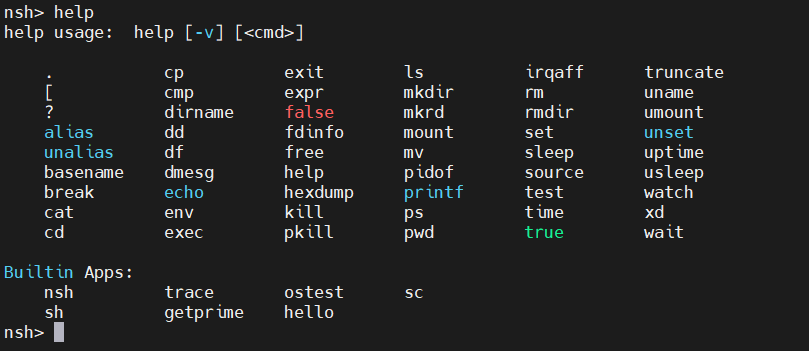 nsh> help
help usage:  help [-v] [<cmd>]
    .           cp          exit        ls          irqaff      truncate
    [           cmp         expr        mkdir       rm          uname
    ?           dirname     false       mkrd        rmdir       umount
    alias       dd          fdinfo      mount       set         unset
    unalias     df          free        mv          sleep       uptime
    basename    dmesg       help        pidof       source      usleep
    break       echo        hexdump     printf      test        watch
    cat         env         kill        ps          time        xd
    cd          exec        pkill       pwd         true        wait
Builtin Apps:
    nsh         trace       ostest      sc
    sh          getprime    hello
nsh>